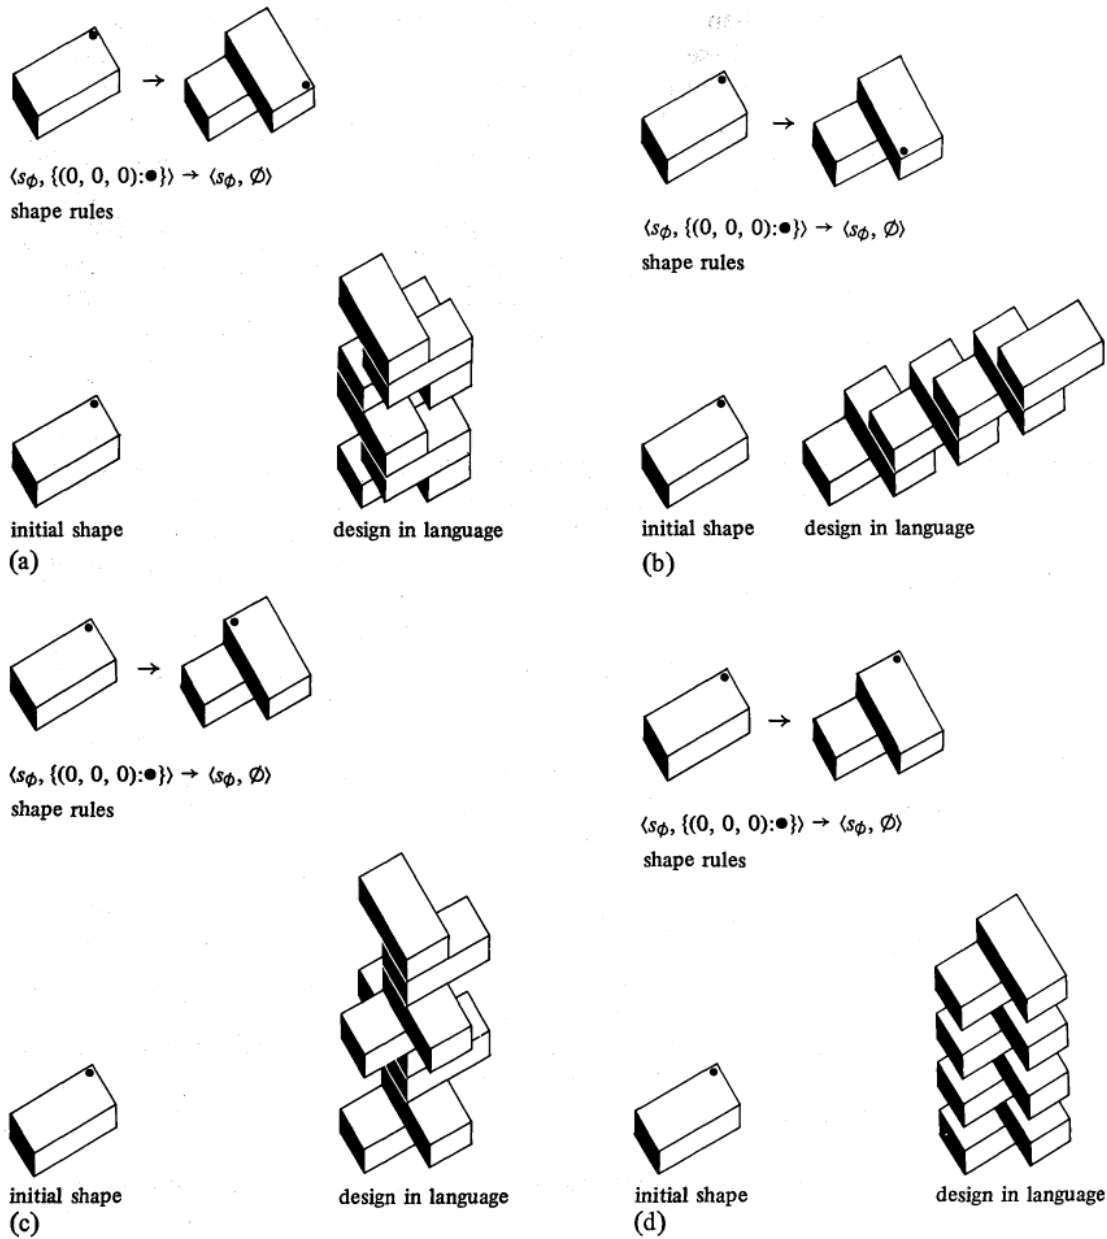 ⟨s_ϕ, {(0, 0, 0):●}⟩ → ⟨s_ϕ, ∅⟩
shape rules
initial shape
design in language
(a)
⟨s_ϕ, {(0, 0, 0):●}⟩ → ⟨s_ϕ, ∅⟩
shape rules
initial shape
design in language
(b)
⟨s_ϕ, {(0, 0, 0):●}⟩ → ⟨s_ϕ, ∅⟩
shape rules
initial shape
design in language
(c)
⟨s_ϕ, {(0, 0, 0):●}⟩ → ⟨s_ϕ, ∅⟩
shape rules
initial shape
design in language
(d)